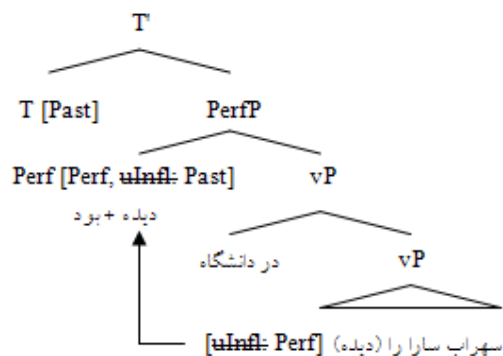 T'
T [Past] PerfP
Perf [Perf, uInfl: Past] vP
دیده + بود
در دانشگاه vP
[uInfl: Perf] سهراب سارا را (دیده)